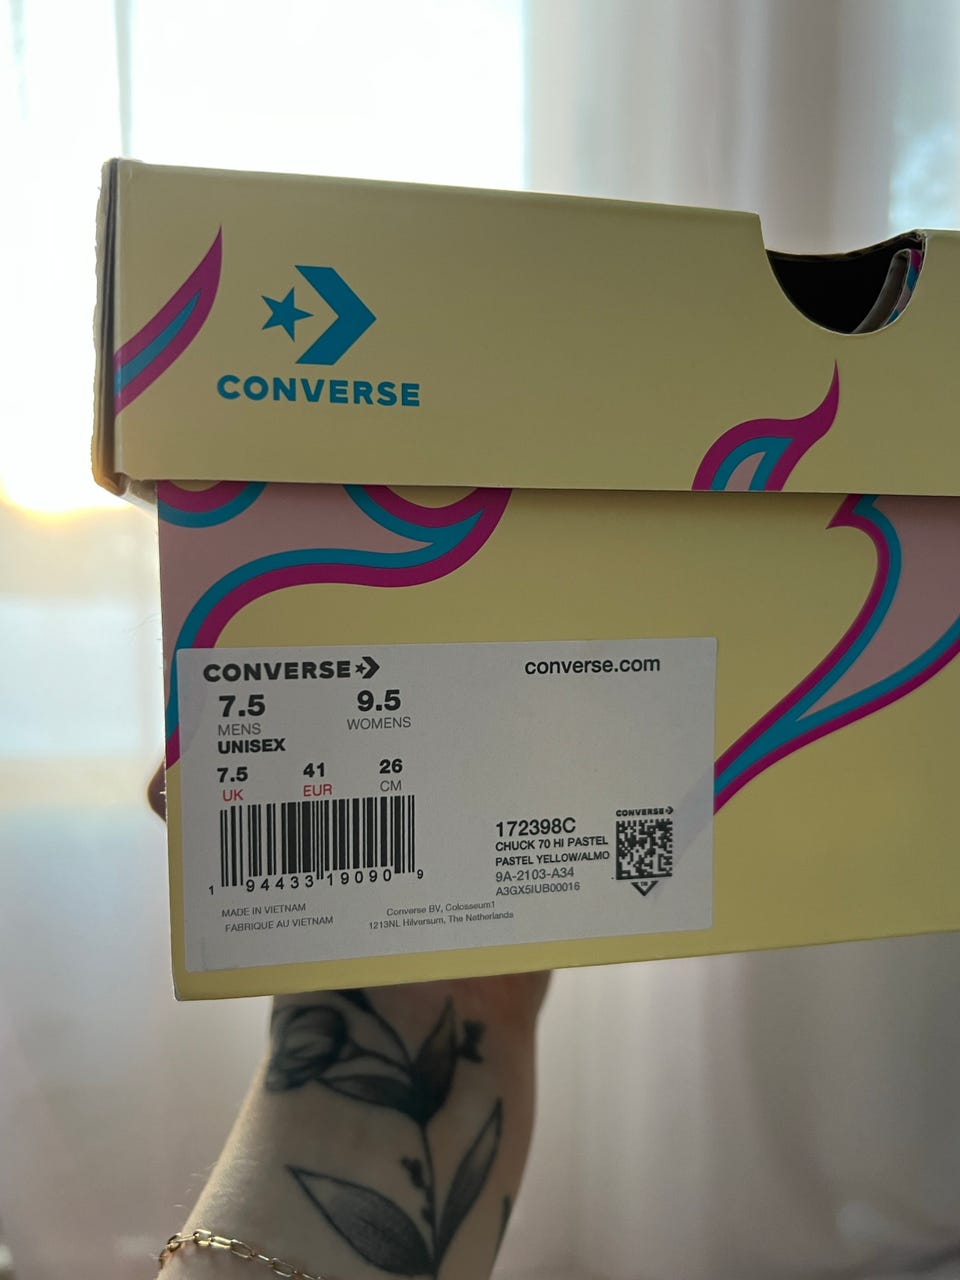 CONVERSE
CONVERSE
converse.com
7.5 9.5
MENS WOMENS
UNISEX
7.5 41 26
UK EUR CM
1 94433 19090 9
172398C
CHUCK 70 HI PASTEL
PASTEL YELLOW/ALMO
9A-2103-A34
A3GX5IUB00016
CONVERSE
MADE IN VIETNAM
FABRIQUE AU VIETNAM
Converse BV, Colosseum1
1213NL Hilversum, The Netherlands